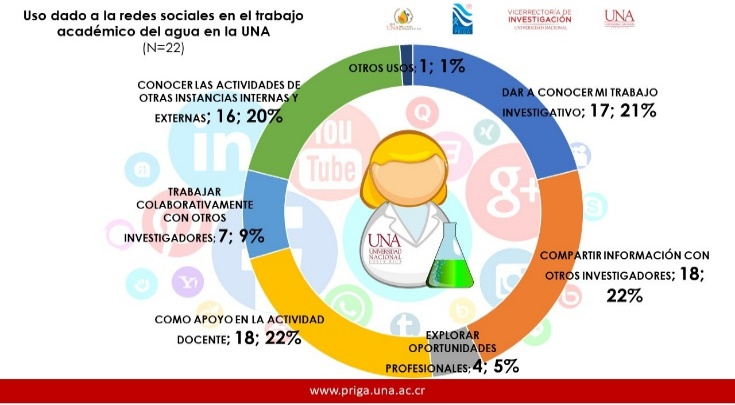 Uso dado a la redes sociales en el trabajo
académico del agua en la UNA
(N=22)
VICERRECTORÍA DE
INVESTIGACIÓN
UNIVERSIDAD NACIONAL
UNA
OTROS USOS; 1; 1%
CONOCER LAS ACTIVIDADES DE
OTRAS INSTANCIAS INTERNAS Y
EXTERNAS; 16; 20%
DAR A CONOCER MI TRABAJO
INVESTIGATIVO; 17; 21%
in
You
Tube
g+
TRABAJAR
COLABORATIVAMENTE
CON OTROS
INVESTIGADORES; 7; 9%
UNA
UNIVERSIDAD
NACIONAL
COSTA RICA
COMPARTIR INFORMACIÓN CON
OTROS INVESTIGADORES; 18;
22%
COMO APOYO EN LA ACTIVIDAD
DOCENTE; 18; 22%
EXPLORAR
OPORTUNIDADES
PROFESIONALES; 4; 5%
www.priga.una.ac.cr